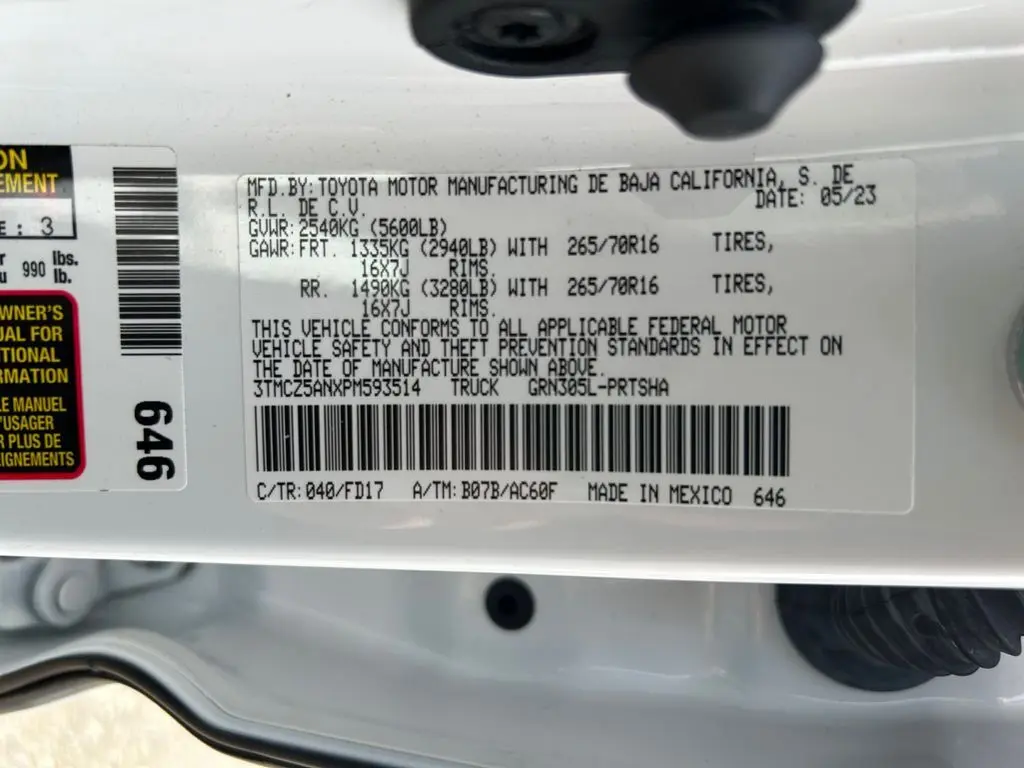 ON
EMENT
E : 3
r
u 990 lbs.
lb.
WNER'S
UAL FOR
TIONAL
RMATION
LE MANUEL
'USAGER
R PLUS DE
IGNEMENTS
646
MFD.BY:TOYOTA MOTOR MANUFACTURING DE BAJA CALIFORNIA, S. DE
R.L. DE C.V. DATE: 05/23
GVWR:2540KG (5600LB)
GAWR:FRT. 1335KG (2940LB) WITH 265/70R16 TIRES,
16X7J RIMS.
RR. 1490KG (3280LB) WITH 265/70R16 TIRES,
16X7J RIMS.
THIS VEHICLE CONFORMS TO ALL APPLICABLE FEDERAL MOTOR
VEHICLE SAFETY AND THEFT PREVENTION STANDARDS IN EFFECT ON
THE DATE OF MANUFACTURE SHOWN ABOVE.
3TMCZ5ANXPM593514 TRUCK GRN305L-PRTSHA
C/TR:040/FD17 A/TM:B07B/AC60F MADE IN MEXICO 646